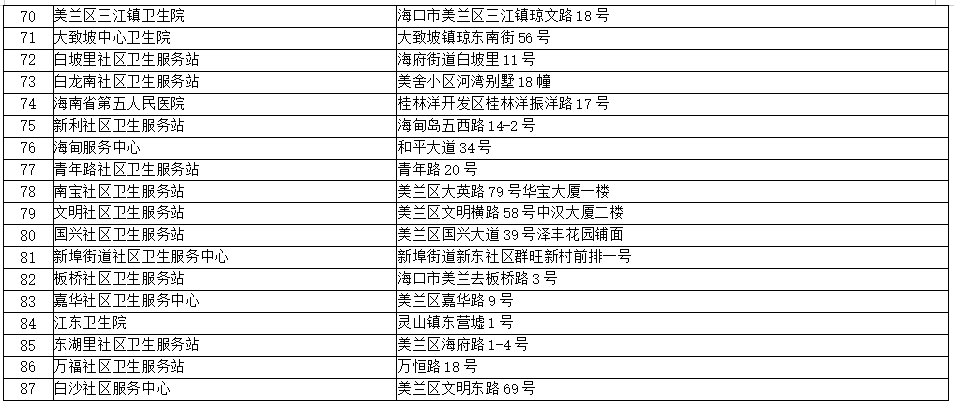 70 美兰区三江镇卫生院 海口市美兰区三江镇琼文路18号
71 大致坡中心卫生院 大致坡镇琼东南街56号
72 白坡里社区卫生服务站 海府街道白坡里11号
73 白龙南社区卫生服务站 美舍小区河湾别墅18幢
74 海南省第五人民医院 桂林洋开发区桂林洋振洋路17号
75 新利社区卫生服务站 海甸岛五西路14-2号
76 海甸服务中心 和平大道34号
77 青年路社区卫生服务站 青年路20号
78 南宝社区卫生服务站 美兰区大英路79号华宝大厦一楼
79 文明社区卫生服务站 美兰区文明横路58号中汉大厦二楼
80 国兴社区卫生服务站 美兰区国兴大道39号泽丰花园铺面
81 新埠街道社区卫生服务中心 新埠街道新东社区群旺新村前排一号
82 板桥社区卫生服务站 海口市美兰去板桥路3号
83 嘉华社区卫生服务中心 美兰区嘉华路9号
84 江东卫生院 灵山镇东营墟1号
85 东湖里社区卫生服务站 美兰区海府路1-4号
86 万福社区卫生服务站 万恒路18号
87 白沙社区服务中心 美兰区文明东路69号